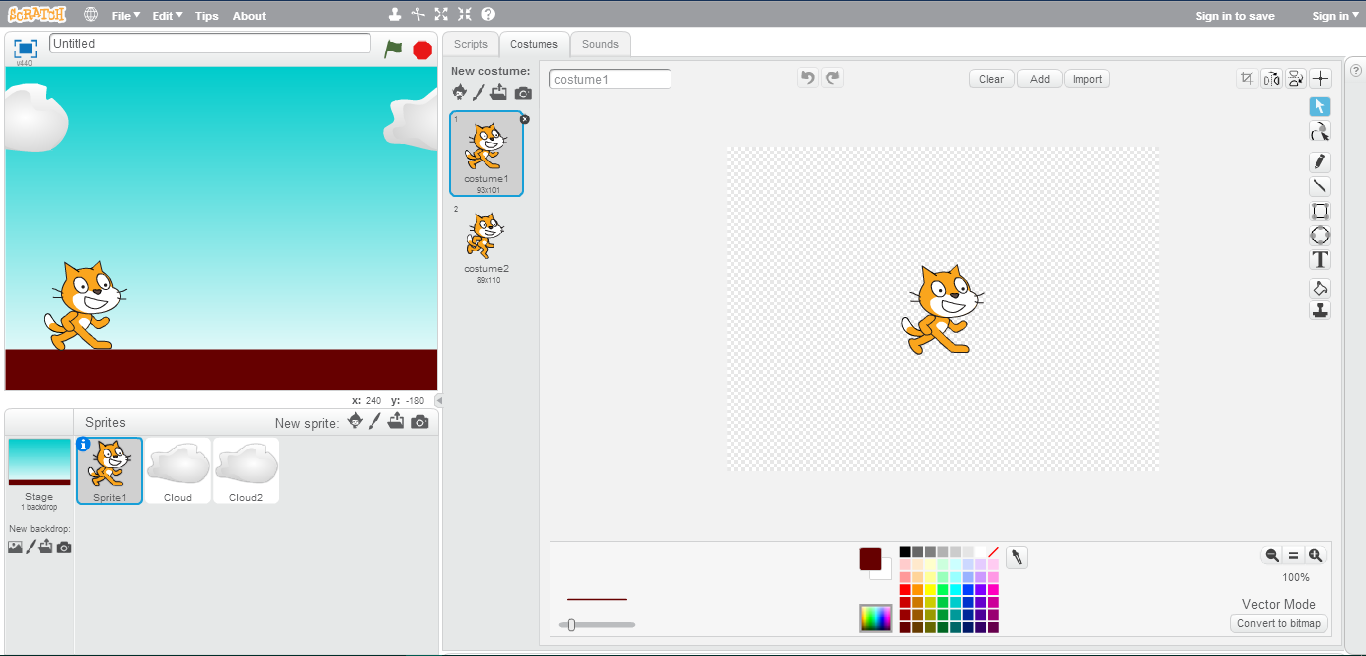 SCRATCH File Edit Tips About Sign in to save Sign in
v440
Untitled
Scripts Costumes Sounds
New costume:
1
costume1
93x101
2
costume2
89x110
costume1
Clear Add Import
T
x: 240 y: -180
Sprites New sprite:
Stage
1 backdrop
New backdrop:
Sprite1 Cloud Cloud2
100%
Vector Mode
Convert to bitmap